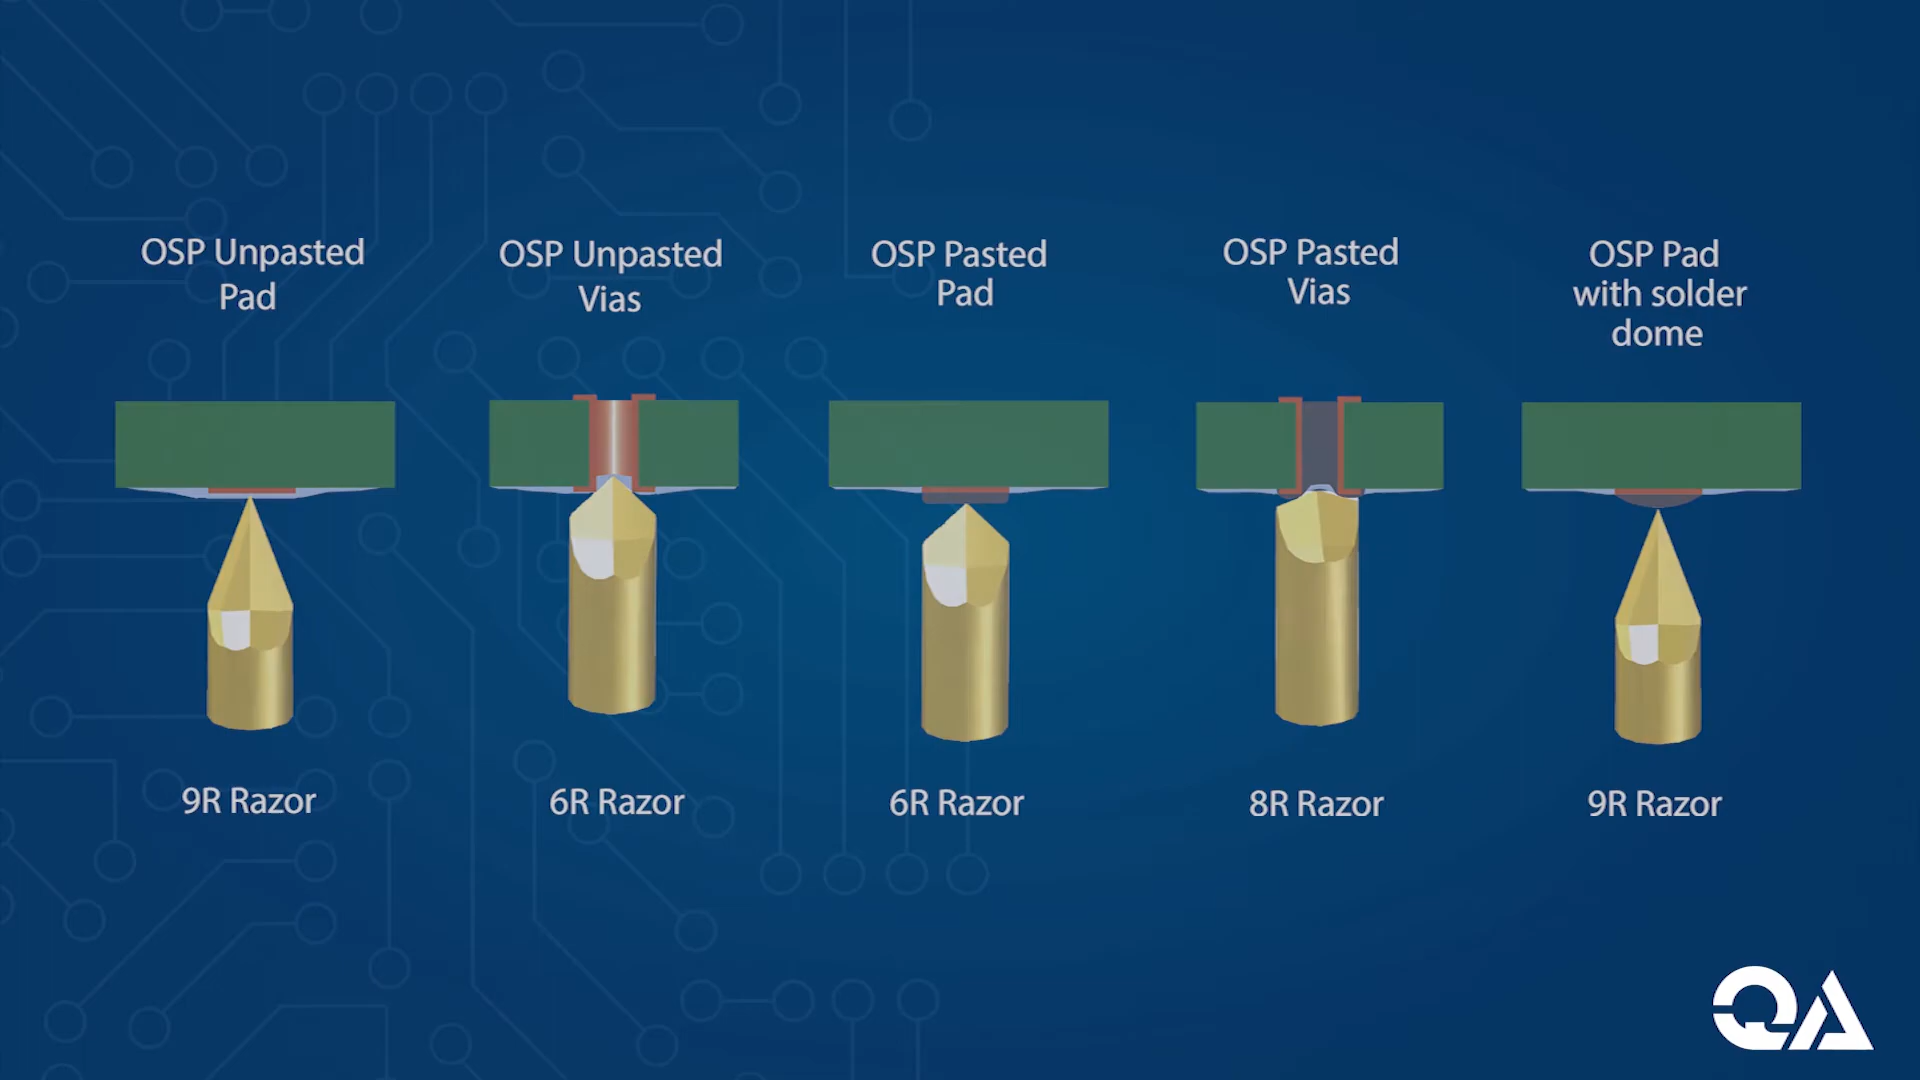 OSP Unpasted
Pad
OSP Unpasted
Vias
OSP Pasted
Pad
OSP Pasted
Vias
OSP Pad
with solder
dome
9R Razor
6R Razor
6R Razor
8R Razor
9R Razor
QA